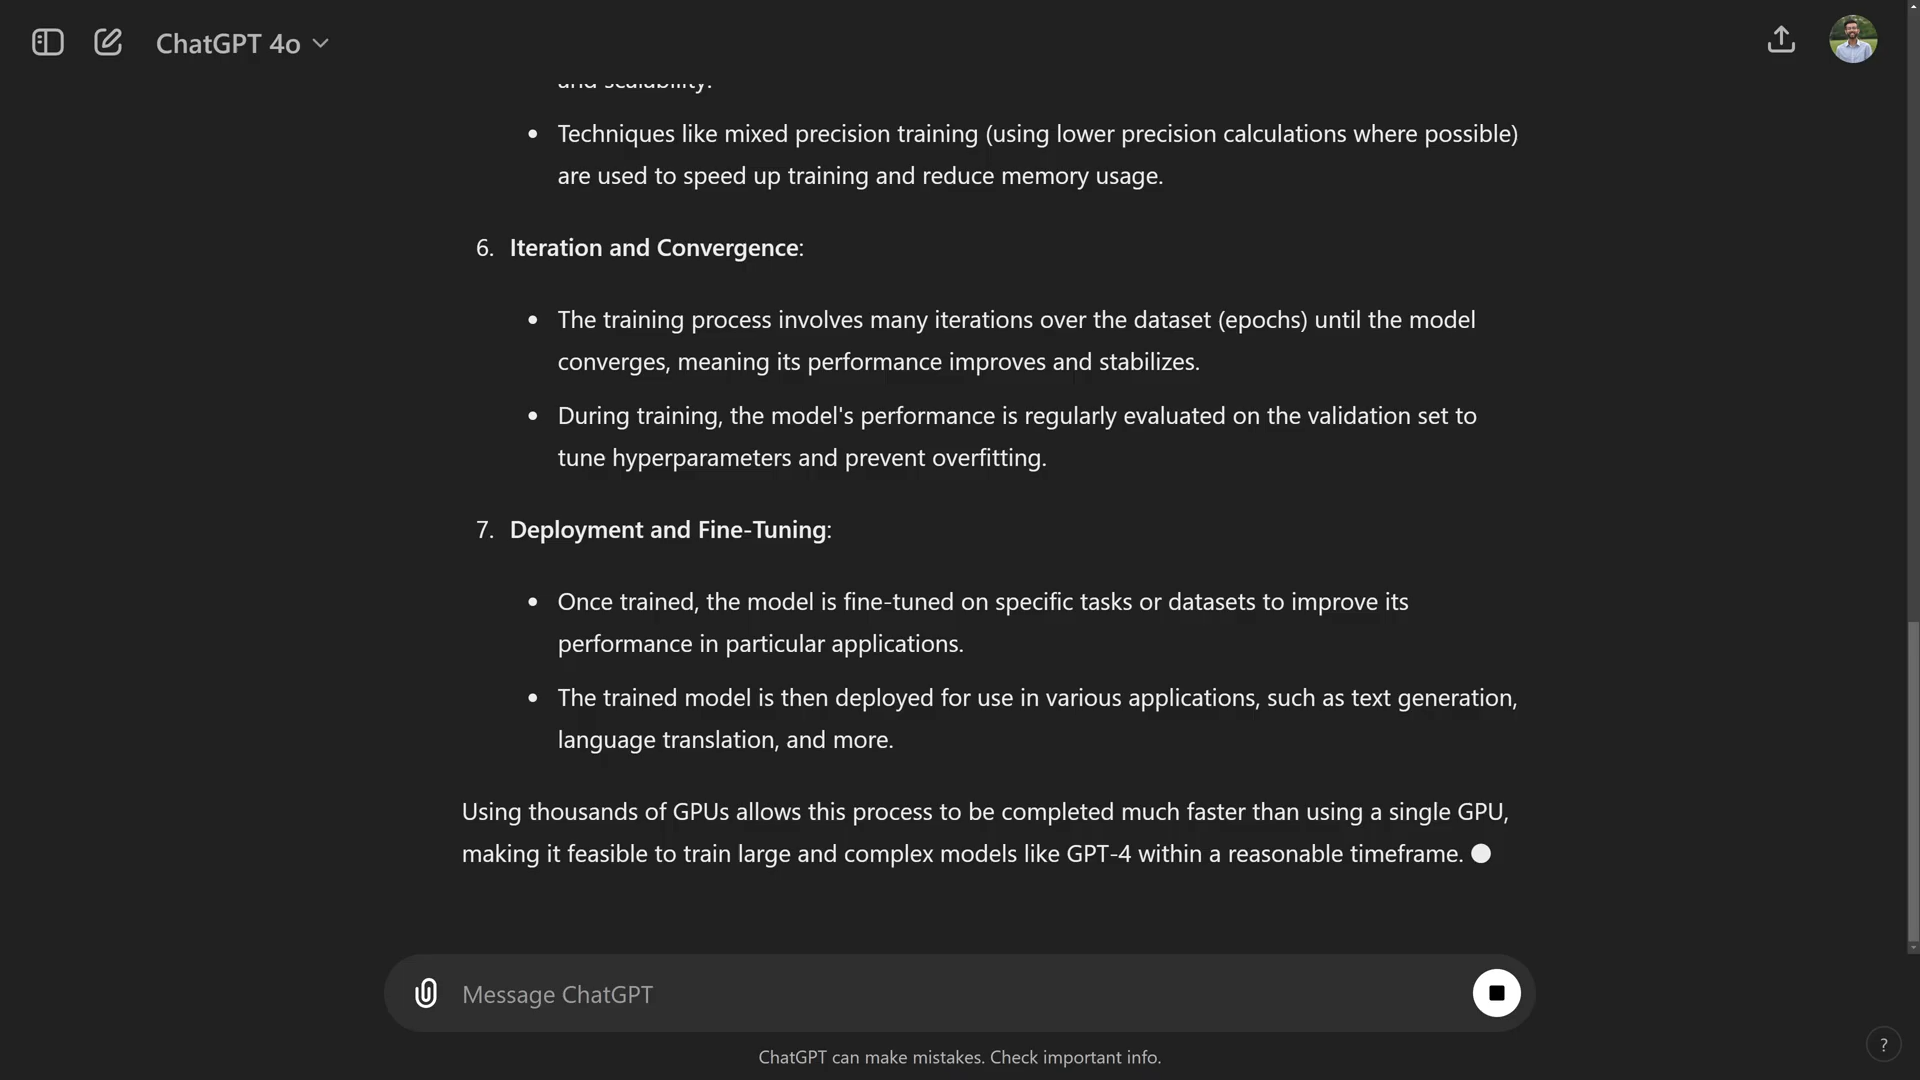 ChatGPT 4o
and scalability.
• Techniques like mixed precision training (using lower precision calculations where possible)
are used to speed up training and reduce memory usage.
6. Iteration and Convergence:
• The training process involves many iterations over the dataset (epochs) until the model
converges, meaning its performance improves and stabilizes.
• During training, the model's performance is regularly evaluated on the validation set to
tune hyperparameters and prevent overfitting.
7. Deployment and Fine-Tuning:
• Once trained, the model is fine-tuned on specific tasks or datasets to improve its
performance in particular applications.
• The trained model is then deployed for use in various applications, such as text generation,
language translation, and more.
Using thousands of GPUs allows this process to be completed much faster than using a single GPU,
making it feasible to train large and complex models like GPT-4 within a reasonable timeframe.
Message ChatGPT
ChatGPT can make mistakes. Check important info.
?